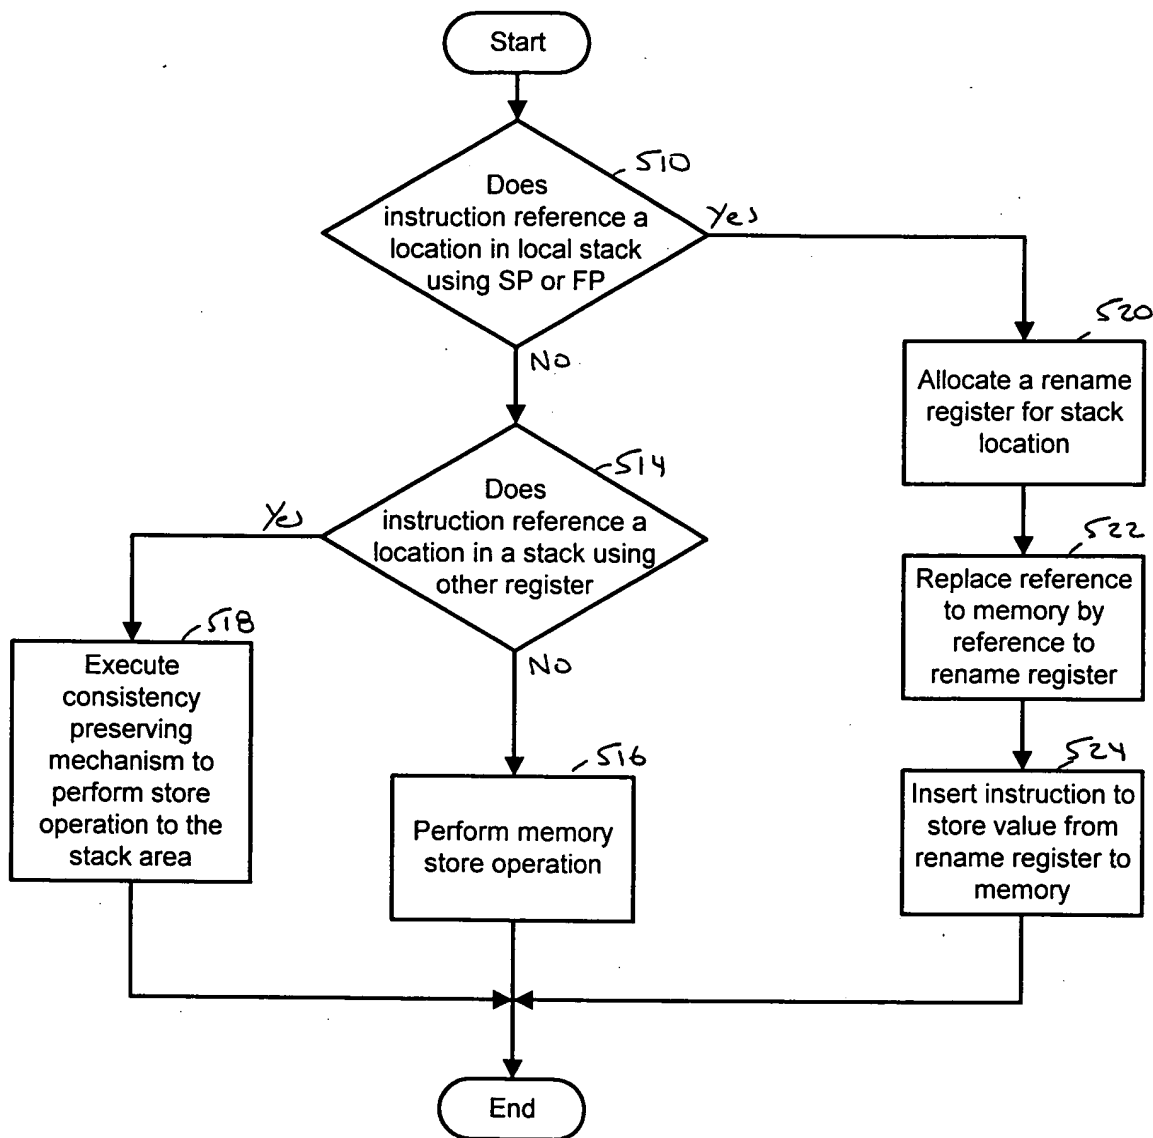 Start
510
Does
instruction reference a
location in local stack
using SP or FP
Yes
NO
520
Allocate a rename
register for stack
location
514
Does
instruction reference a
location in a stack using
other register
Yes
NO
522
Replace reference
to memory by
reference to
rename register
518
Execute
consistency
preserving
mechanism to
perform store
operation to the
stack area
516
Perform memory
store operation
524
Insert instruction to
store value from
rename register to
memory
End